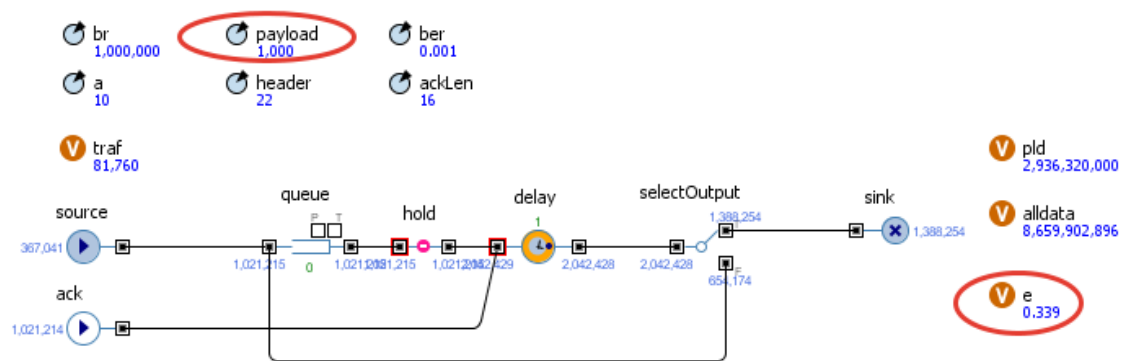 br
1,000,000
payload
1,000
ber
0.001
a
10
header
22
ackLen
16
V traf
81,760
V pld
2,936,320,000
source
queue
hold
delay
selectOutput
sink
P T
1
1,388,254
V alldata
8,659,902,896
367,041
1,388,254
1,021,215
0
2,042,428
2,042,428
654,174
F
ack
V e
0.339
1,021,214